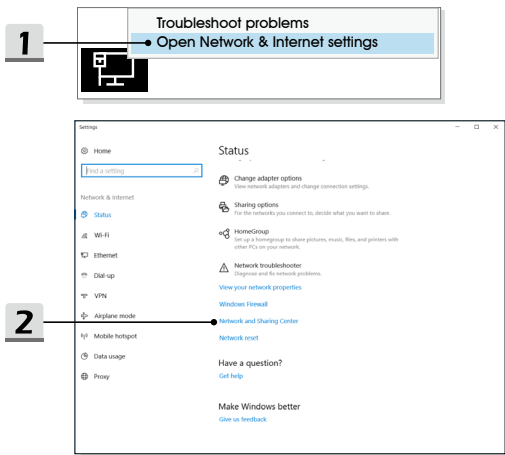 Troubleshoot problems
1
Open Network & Internet settings
Settings
Home
Status
Find a setting
Change adapter options
View network adapters and change connection settings.
Network & Internet
Sharing options
For the networks you connect to, decide what you want to share.
Status
Wi-Fi
HomeGroup
Set up a homegroup to share pictures, music, files, and printers with
other PCs on your network.
Ethernet
Network troubleshooter
Diagnose and fix network problems.
Dial-up
View your network properties
VPN
Windows Firewall
Airplane mode
2
Network and Sharing Center
Mobile hotspot
Network reset
Data usage
Have a question?
Proxy
Get help
Make Windows better
Give us feedback